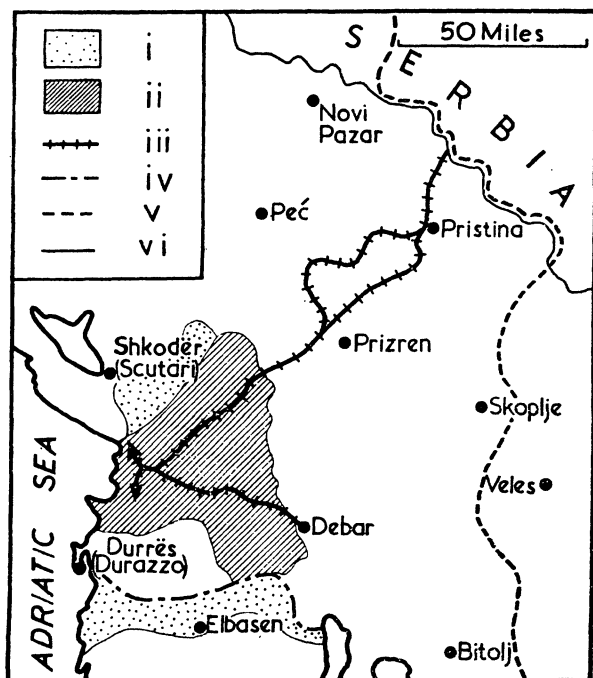 i
ii
iii
iv
v
vi
50 Miles
SERBIA
Novi
Pazar
Peć
Pristina
Prizren
Shkodër
(Scutari)
Skoplje
Veles
ADRIATIC SEA
Debar
Durrës
(Durazzo)
Elbasen
Bitolj